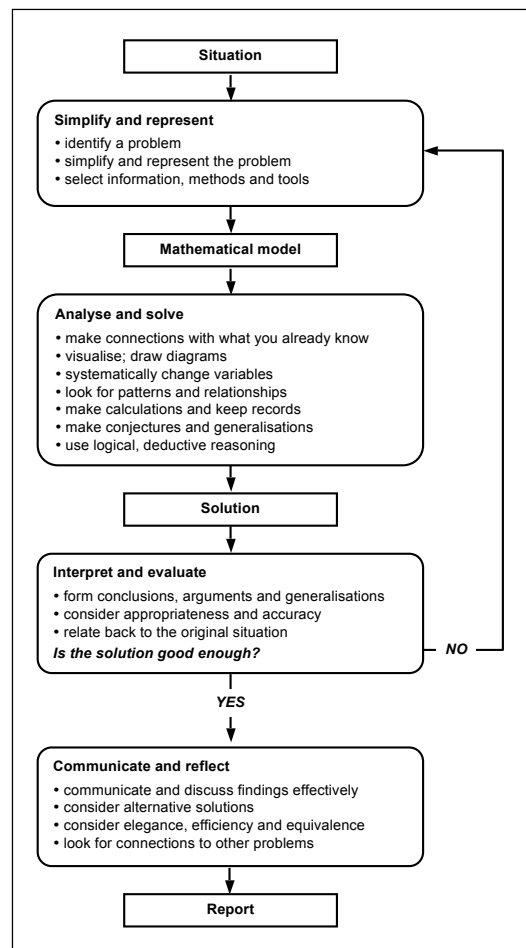 Situation
Simplify and represent
• identify a problem
• simplify and represent the problem
• select information, methods and tools
Mathematical model
Analyse and solve
• make connections with what you already know
• visualise; draw diagrams
• systematically change variables
• look for patterns and relationships
• make calculations and keep records
• make conjectures and generalisations
• use logical, deductive reasoning
Solution
Interpret and evaluate
• form conclusions, arguments and generalisations
• consider appropriateness and accuracy
• relate back to the original situation
Is the solution good enough?
NO
YES
Communicate and reflect
• communicate and discuss findings effectively
• consider alternative solutions
• consider elegance, efficiency and equivalence
• look for connections to other problems
Report